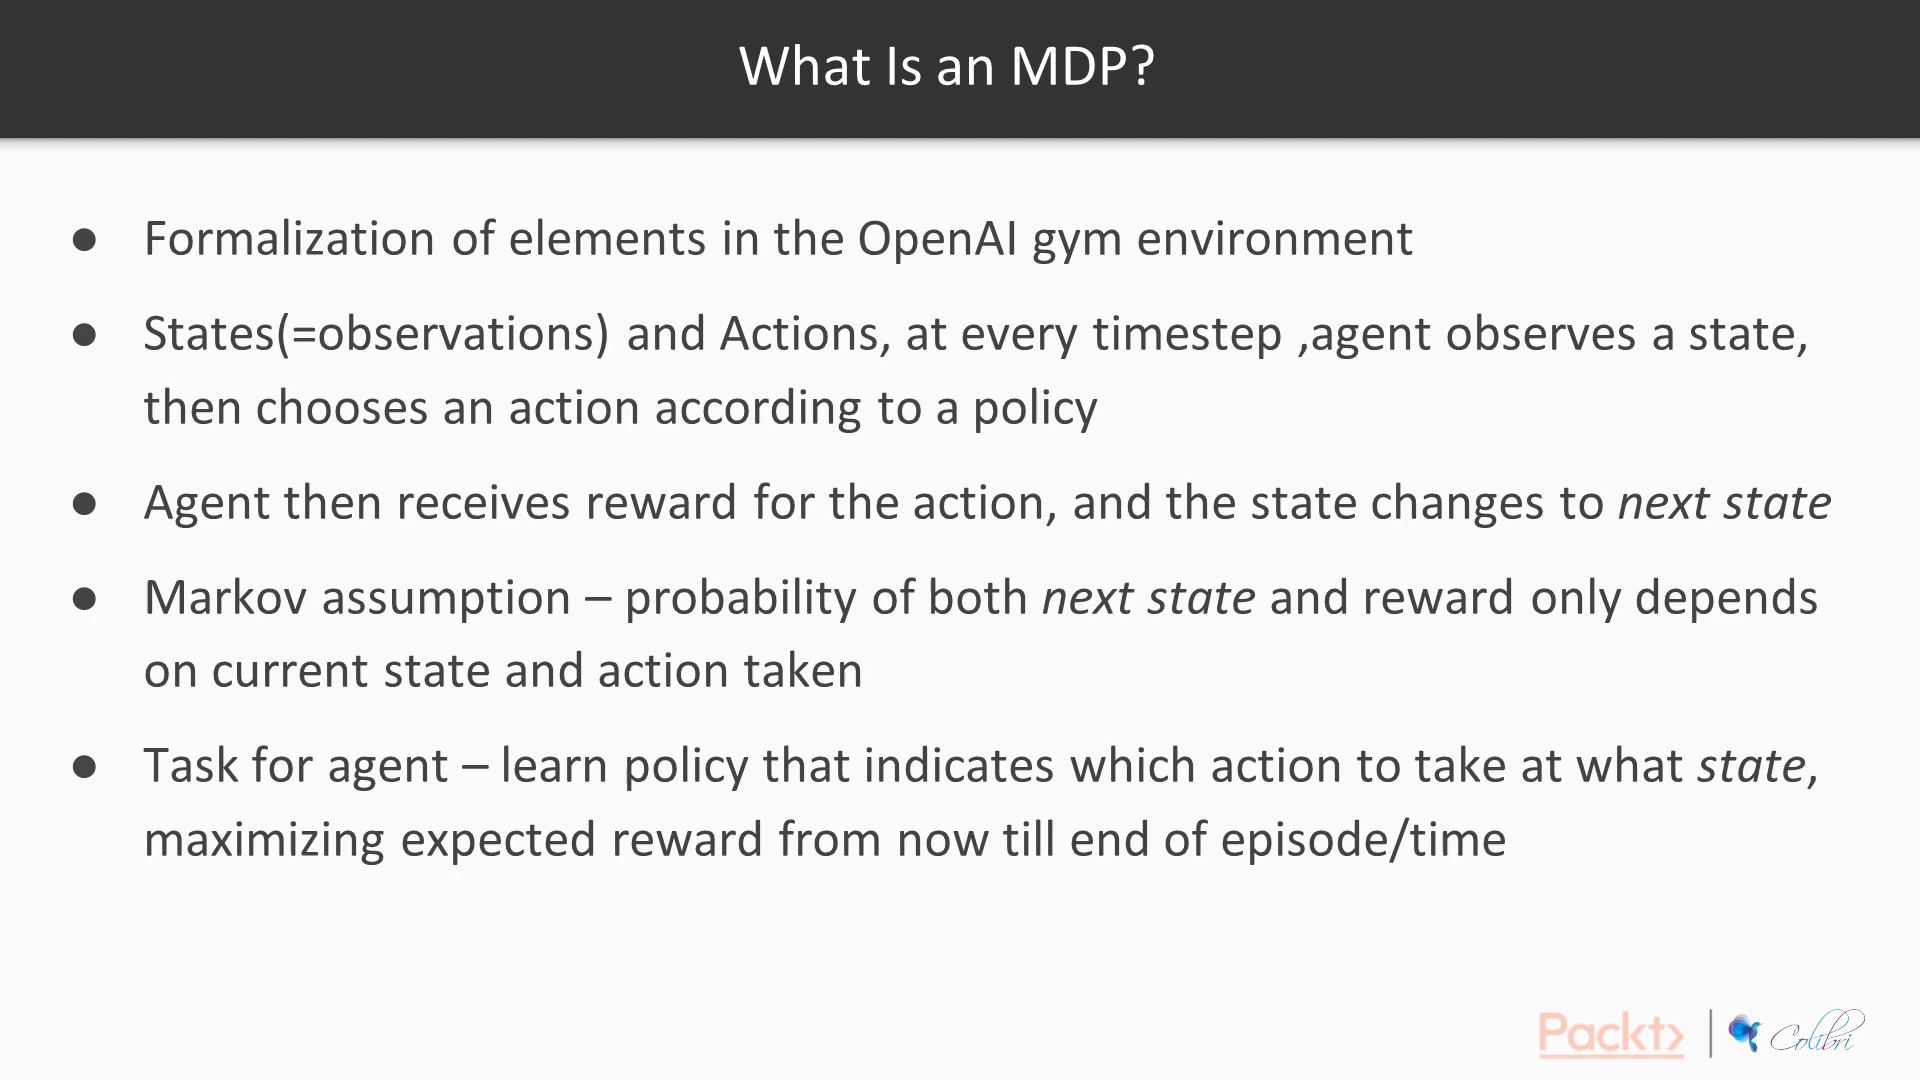 What Is an MDP?
● Formalization of elements in the OpenAI gym environment
● States(=observations) and Actions, at every timestep ,agent observes a state,
then chooses an action according to a policy
● Agent then receives reward for the action, and the state changes to next state
● Markov assumption – probability of both next state and reward only depends
on current state and action taken
● Task for agent – learn policy that indicates which action to take at what state,
maximizing expected reward from now till end of episode/time
Packt> | Colibri